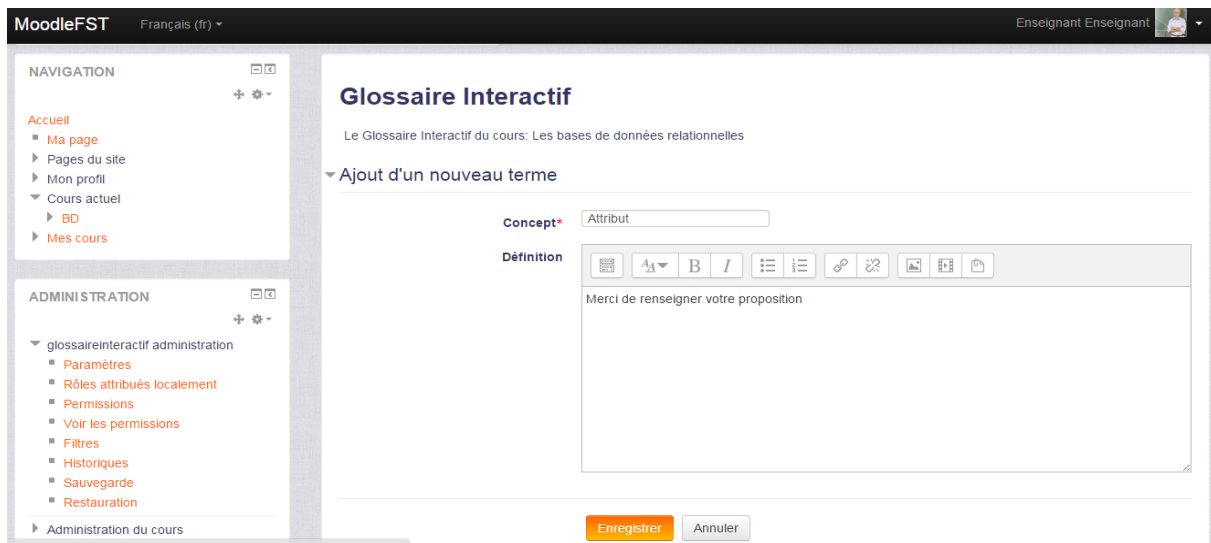 MoodleFST Français (fr) Enseignant Enseignant
NAVIGATION
Accueil
Ma page
Pages du site
Mon profil
Cours actuel
BD
Mes cours
ADMINISTRATION
glossaireinteractif administration
Paramètres
Rôles attribués localement
Permissions
Voir les permissions
Filtres
Historiques
Sauvegarde
Restauration
Administration du cours
Glossaire Interactif
Le Glossaire Interactif du cours: Les bases de données relationnelles
Ajout d'un nouveau terme
Concept* Attribut
Définition
Merci de renseigner votre proposition
Enregistrer Annuler